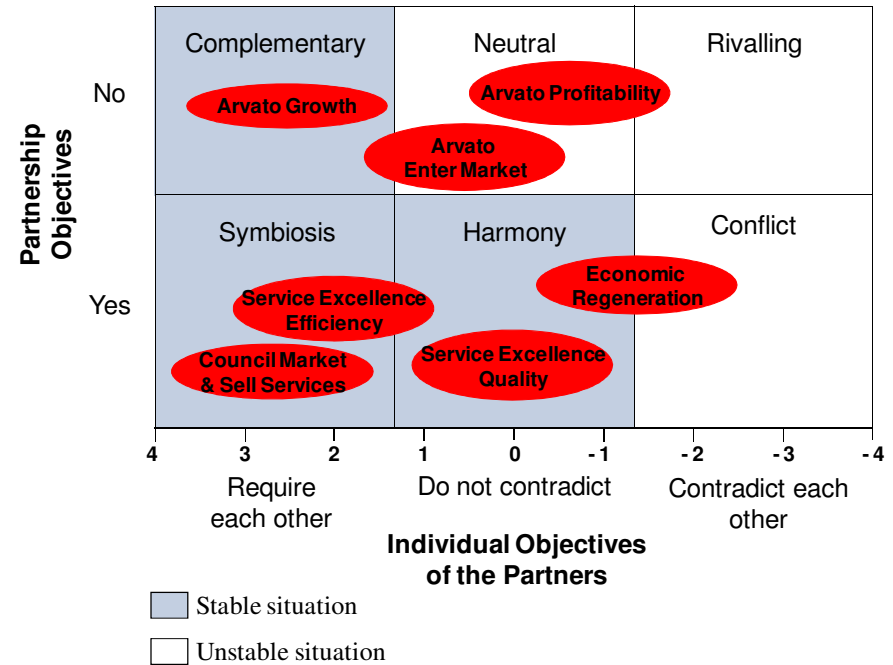 Complementary
Neutral
Rivalling
No
Arvato Growth
Arvato Profitability
Arvato
Enter Market
Partnership
Objectives
Symbiosis
Harmony
Conflict
Yes
Service Excellence
Efficiency
Economic
Regeneration
Council Market
& Sell Services
Service Excellence
Quality
4 3 2 1 0 -1 -2 -3 -4
Require
each other
Do not contradict
Contradict each
other
Individual Objectives
of the Partners
Stable situation
Unstable situation